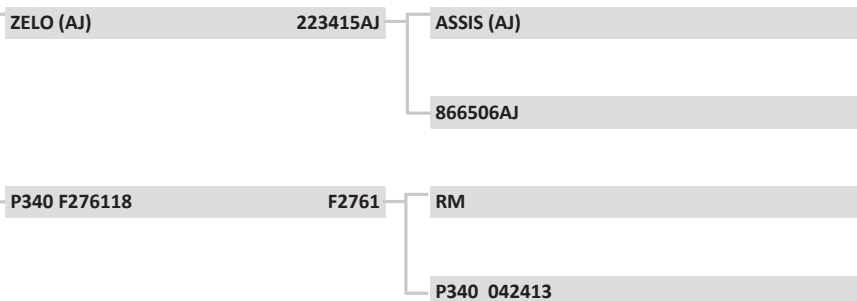 ZELO (AJ) 223415AJ ASSIS (AJ)
866506AJ
P340 F276118 F2761 RM
P340 042413